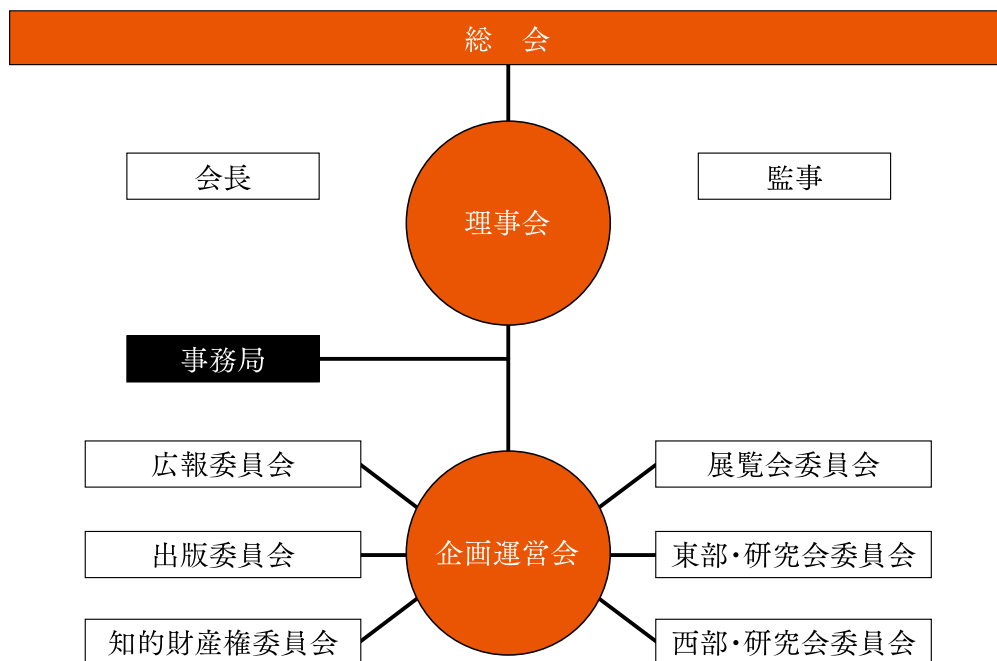 総　会
会長
理事会
監事
事務局
広報委員会
展覧会委員会
出版委員会
企画運営会
東部・研究会委員会
知的財産権委員会
西部・研究会委員会